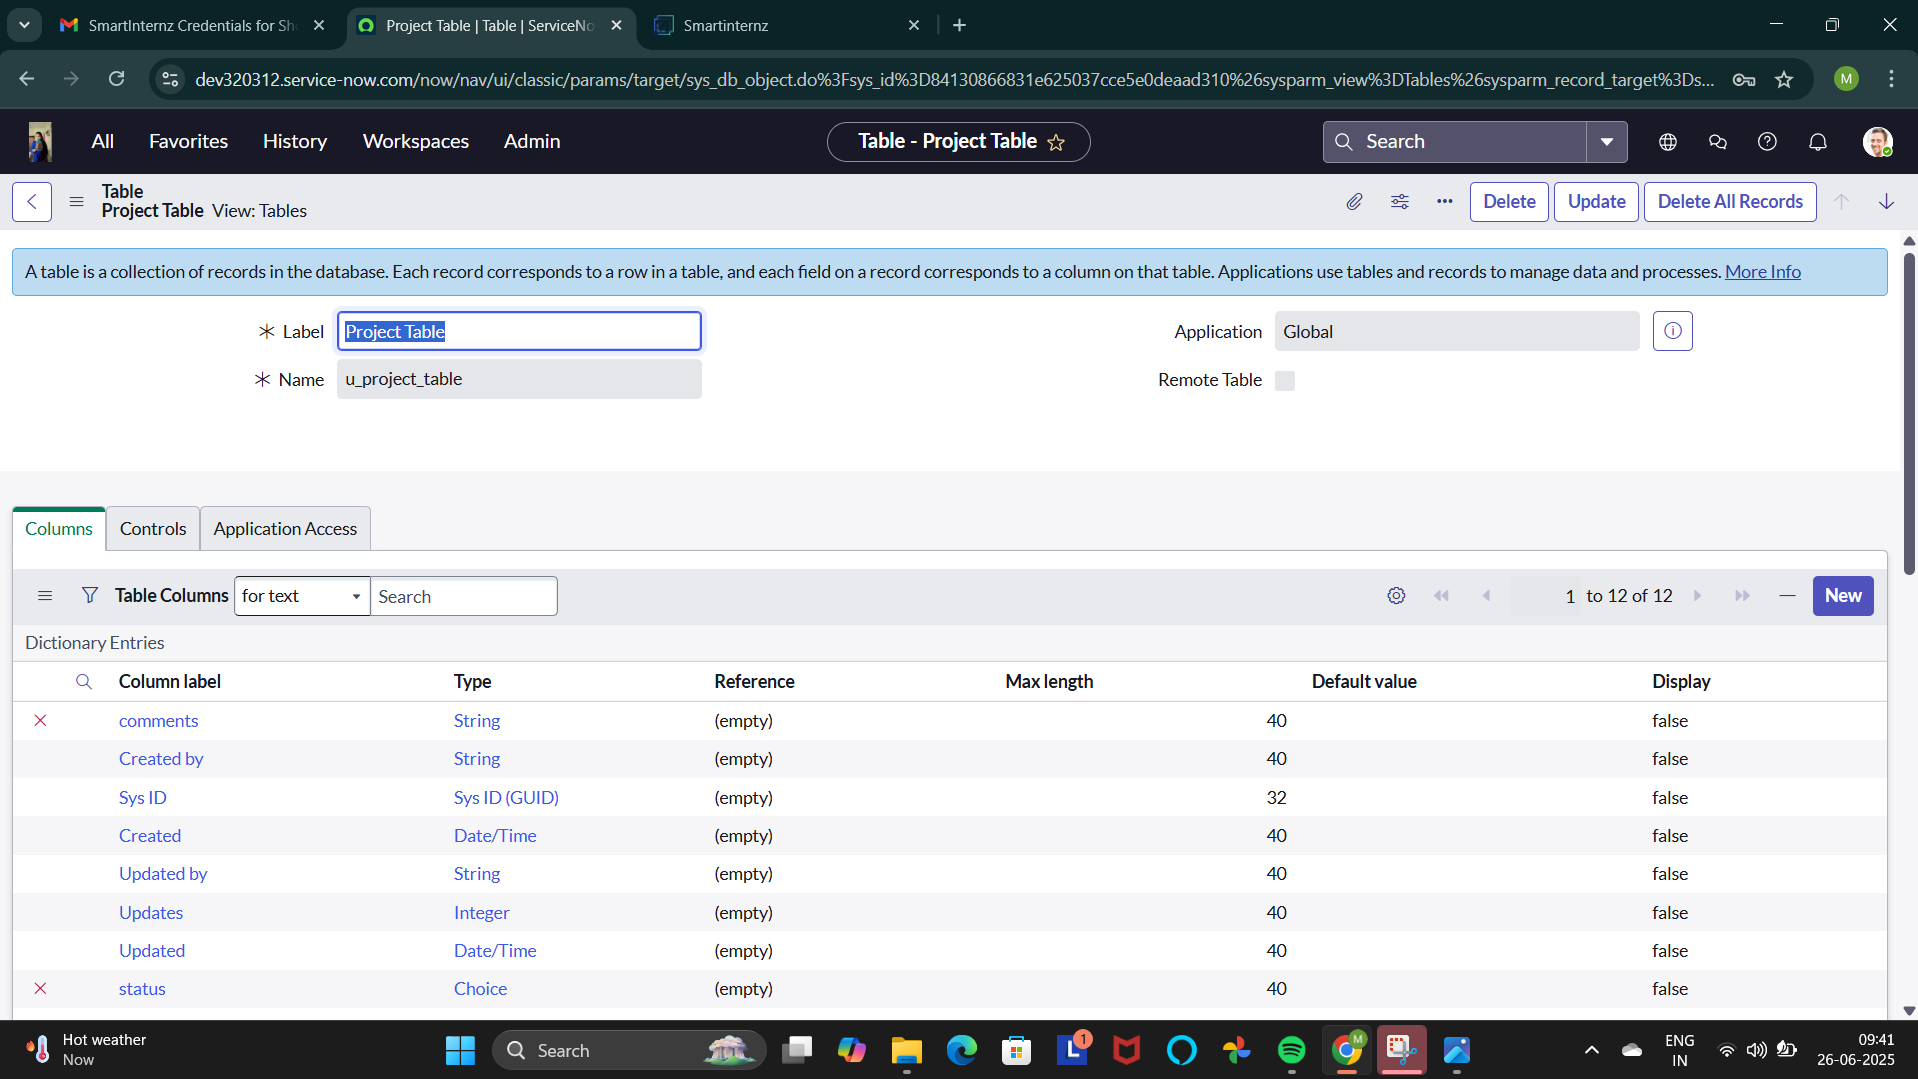 SmartInternz Credentials for Sh
Project Table | Table | ServiceNo
Smartinternz
dev320312.service-now.com/now/nav/ui/classic/params/target/sys_db_object.do%3Fsys_id%3D84130866831e625037cce5e0deaad310%26sysparm_view%3DTables%26sysparm_record_target%3Ds...
M
All Favorites History Workspaces Admin
Table - Project Table
Search
Table
Project Table View: Tables
Delete Update Delete All Records
A table is a collection of records in the database. Each record corresponds to a row in a table, and each field on a record corresponds to a column on that table. Applications use tables and records to manage data and processes. More Info
Label Project Table Application Global
Name u_project_table Remote Table
Columns Controls Application Access
Table Columns for text Search 1 to 12 of 12 New
Dictionary Entries
Column label Type Reference Max length Default value Display
comments String (empty) 40 false
Created by String (empty) 40 false
Sys ID Sys ID (GUID) (empty) 32 false
Created Date/Time (empty) 40 false
Updated by String (empty) 40 false
Updates Integer (empty) 40 false
Updated Date/Time (empty) 40 false
status Choice (empty) 40 false
Hot weather
Now
Search
L 1
M
ENG
IN
09:41
26-06-2025